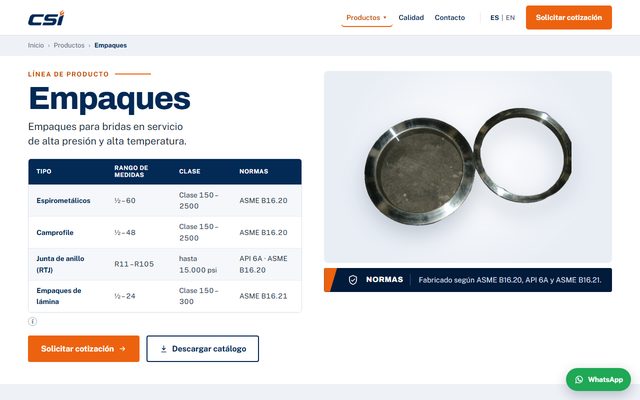 CSI
Productos
Calidad
Contacto
ES | EN
Solicitar cotización
Inicio › Productos › Empaques
LÍNEA DE PRODUCTO
Empaques
Empaques para bridas en servicio
de alta presión y alta temperatura.
TIPO RANGO DE MEDIDAS CLASE NORMAS
Espirometálicos ½ – 60 Clase 150 – 2500 ASME B16.20
Camprofile ½ – 48 Clase 150 – 2500 ASME B16.20
Junta de anillo (RTJ) R11 – R105 hasta 15.000 psi API 6A · ASME B16.20
Empaques de lámina ½ – 24 Clase 150 – 300 ASME B16.21
i
Solicitar cotización →
Descargar catálogo
NORMAS Fabricado según ASME B16.20, API 6A y ASME B16.21.
WhatsApp